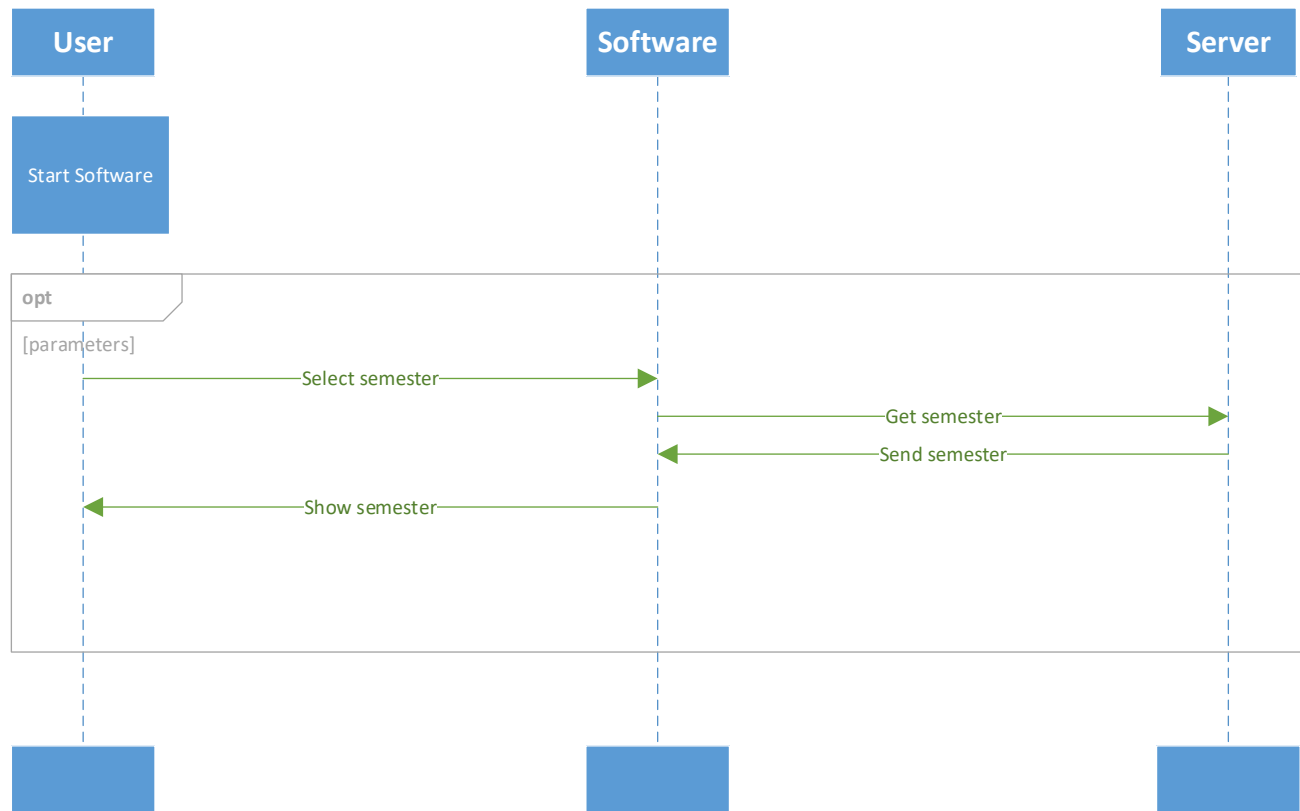 User
Software
Server
Start Software
opt
[parameters]
Select semester
Get semester
Send semester
Show semester